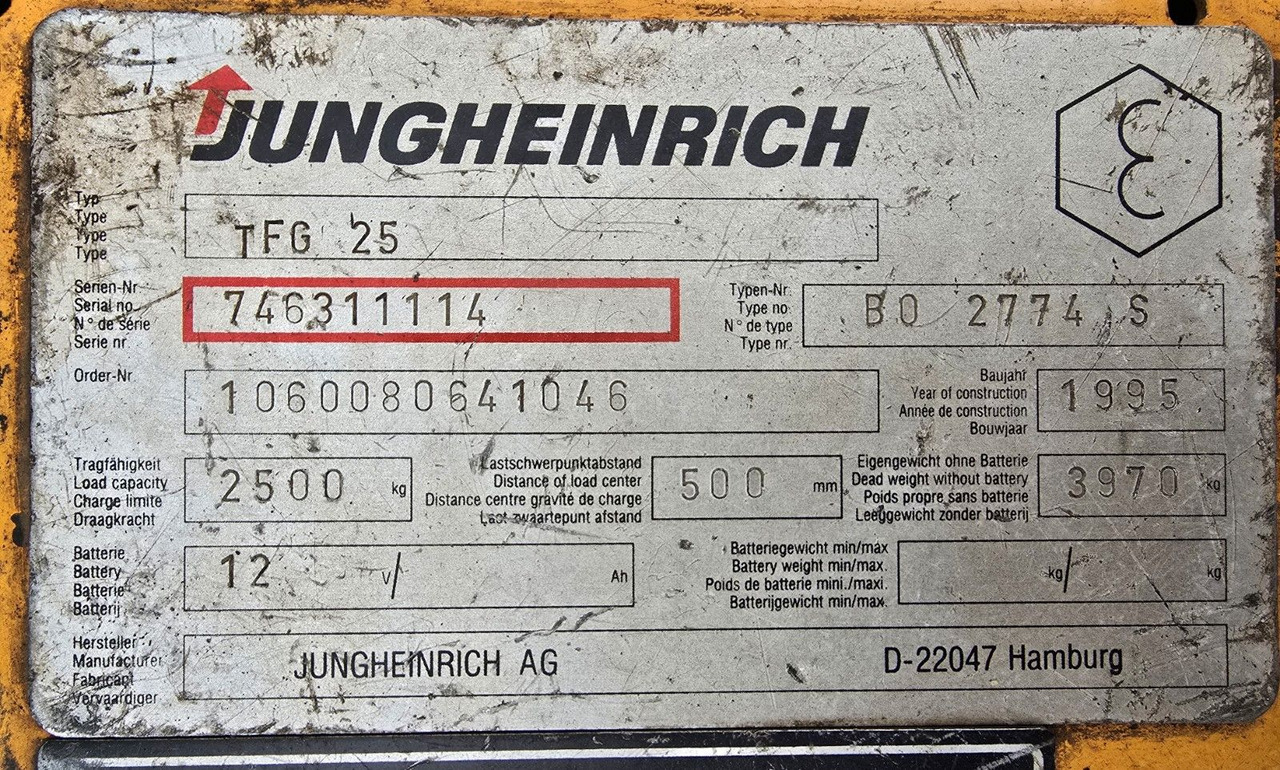 JUNGHEINRICH
ε
Typ
Type
Type
Type
TFG 25
Serien-Nr
Serial no.
N° de série
Serie nr.
746311114
Typen-Nr.
Type no
N° de type
Type nr.
BO 2774 S
Order-Nr
1060080641046
Baujahr
Year of construction
Année de construction
Bouwjaar
1995
Tragfähigkeit
Load capacity
Charge limite
Draagkracht
2500 kg
Lastschwerpunktabstand
Distance of load center
Distance centre gravité de charge
Last zwaartepunt afstand
500 mm
Eigengewicht ohne Batterie
Dead weight without battery
Poids propre sans batterie
Leeggewicht zonder batterij
3970 kg
Batterie
Battery
Batterie
Batterij
12 V/ Ah
Batteriegewicht min/max
Battery weight min/max.
Poids de batterie mini./maxi.
Batterijgewicht min/max.
kg/ kg
Hersteller
Manufacturer
Fabricant
Vervaardiger
JUNGHEINRICH AG D-22047 Hamburg